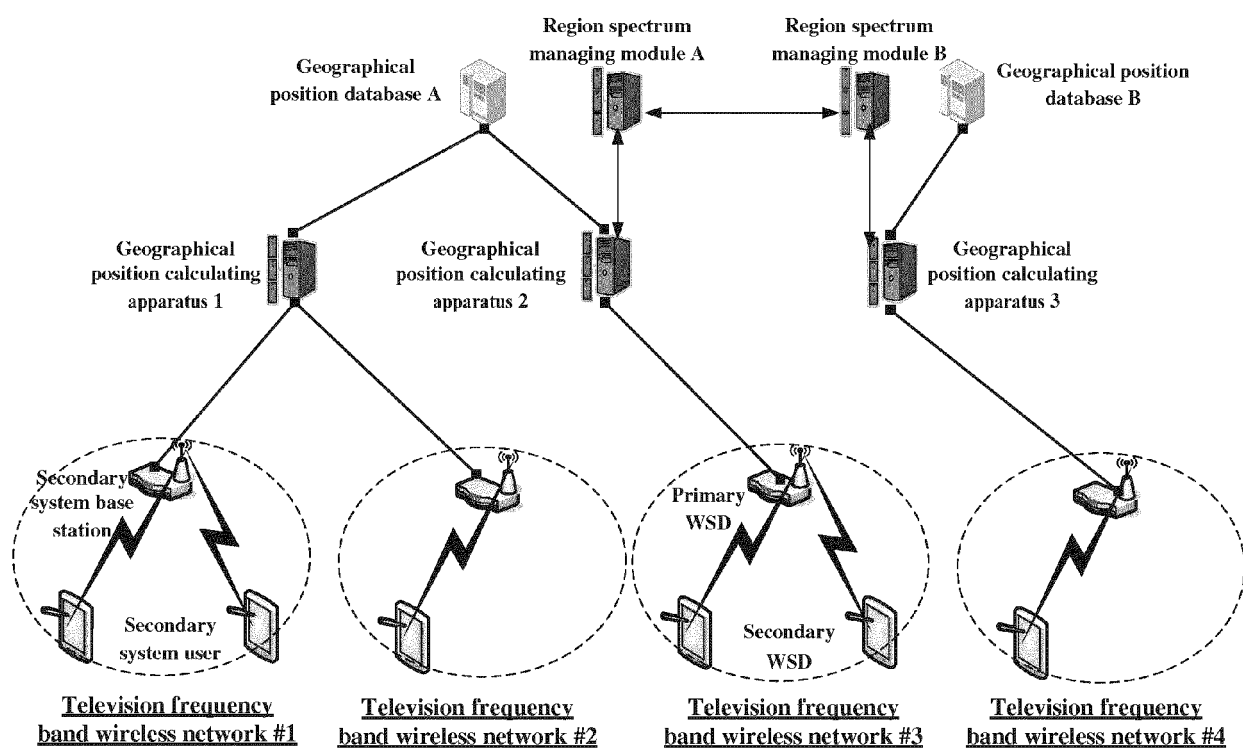 Region spectrum
managing module A
Region spectrum
managing module B
Geographical
position database A
Geographical position
database B
Geographical
position calculating
apparatus 1
Geographical
position calculating
apparatus 2
Geographical
position calculating
apparatus 3
Secondary
system base
station
Primary
WSD
Secondary
system user
Secondary
WSD
Television frequency
band wireless network #1
Television frequency
band wireless network #2
Television frequency
band wireless network #3
Television frequency
band wireless network #4